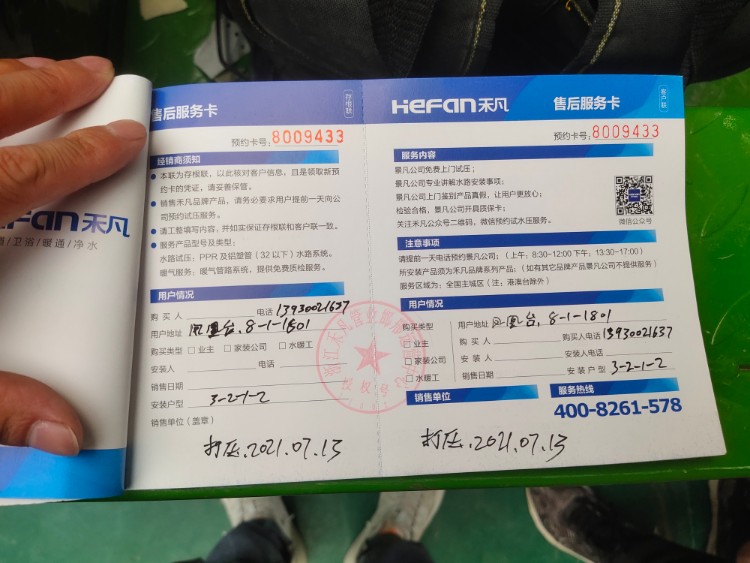 禾凡
/卫浴/暖通/净水
售后服务卡
存根联
预约卡号:8009433
经销商须知
本联为存根联，以此核对客户信息，且是领取新预
约卡的凭证，请妥善保管。
销售禾凡品牌产品，请务必要求用户提前一天向公
司预约试压服务。
请工整填写内容，并如实保证存根联和客户联一致。
服务产品型号及类型：
水路试压：PPR 及铝塑管（32 以下）水路系统。
暖气服务：暖气管路系统，提供免费质检服务。
用户情况
购 买 人 电话 13930021637
用户地址 凤凰台，8-1-1801
购买类型 □ 业主 □ 家装公司 □ 水暖工
安装人 电话
销售日期
安装户型 3-2-1-2
销售单位（盖章）
打压.2021.07.13
HeFan禾凡 售后服务卡
客户联
预约卡号:8009433
服务内容
景凡公司免费上门试压；
景凡公司专业讲解水路安装事项；
景凡公司上门鉴别产品真假，让用户更放心；
检验合格，景凡公司开具质保卡；
关注禾凡公众号二维码，微信预约试水压服务。
微信公众号
注意事项
请提前一天电话预约景凡公司：（上午：8:30-12:00 下午：13:30-17:00）
所安装产品须为禾凡品牌系列产品；（如有其它品牌产品景凡公司不提供服务）
服务区域为：全国主城区（注：港澳台除外）
用户情况
购买类型
□ 业主
□ 家装公司
□ 水暖工
用户地址 凤凰台，8-1-1801
购 买 人 购买人电话 13930021637
安 装 人 安装人电话
销售日期 安 装 户 型 3-2-1-2
销售单位
服务热线
400-8261-578
打压.2021.07.13